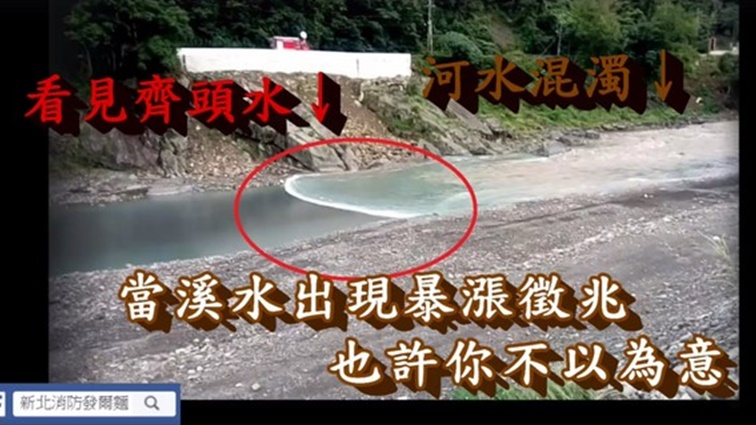 看見齊頭水↓
河水混濁↓
當溪水出現暴漲徵兆
也許你不以為意
新北消防發爾麵